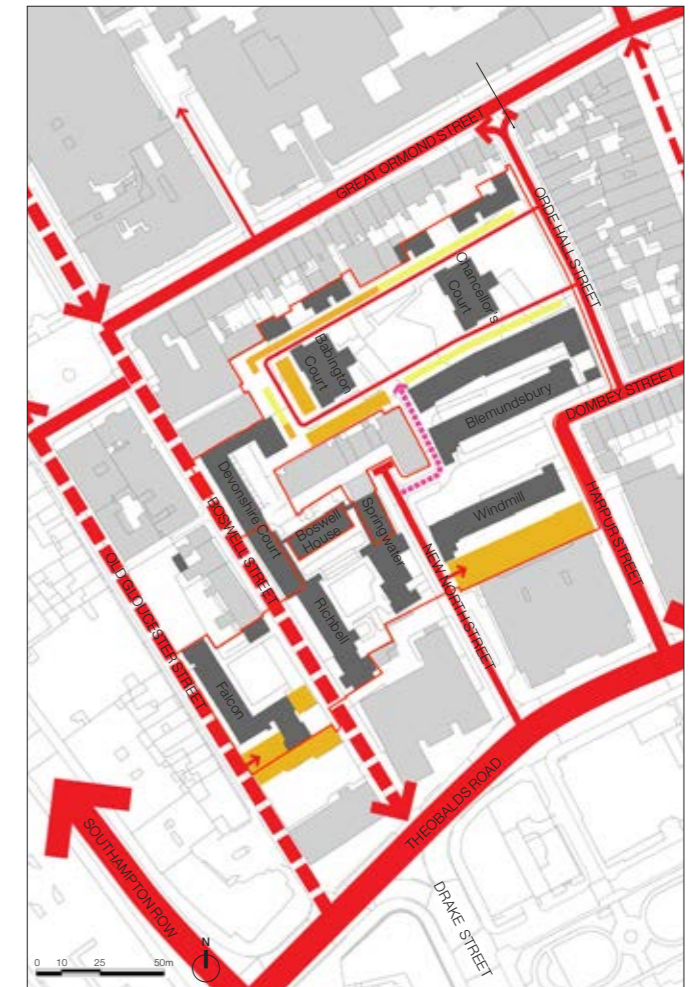 GREAT ORMOND STREET
ORDE HALL STREET
Chancellor's
Court
Babington
Court
Blemundsbury
DOMBEY STREET
Devonshire Court
BOSWELL STREET
Boswell
House
Springwater
Windmill
HARPUR STREET
OLD GLOUCESTER STREET
Richbell
NEW NORTH STREET
Falcon
THEOBALDS ROAD
SOUTHAMPTON ROW
DRAKE STREET
N
0 10 25 50m